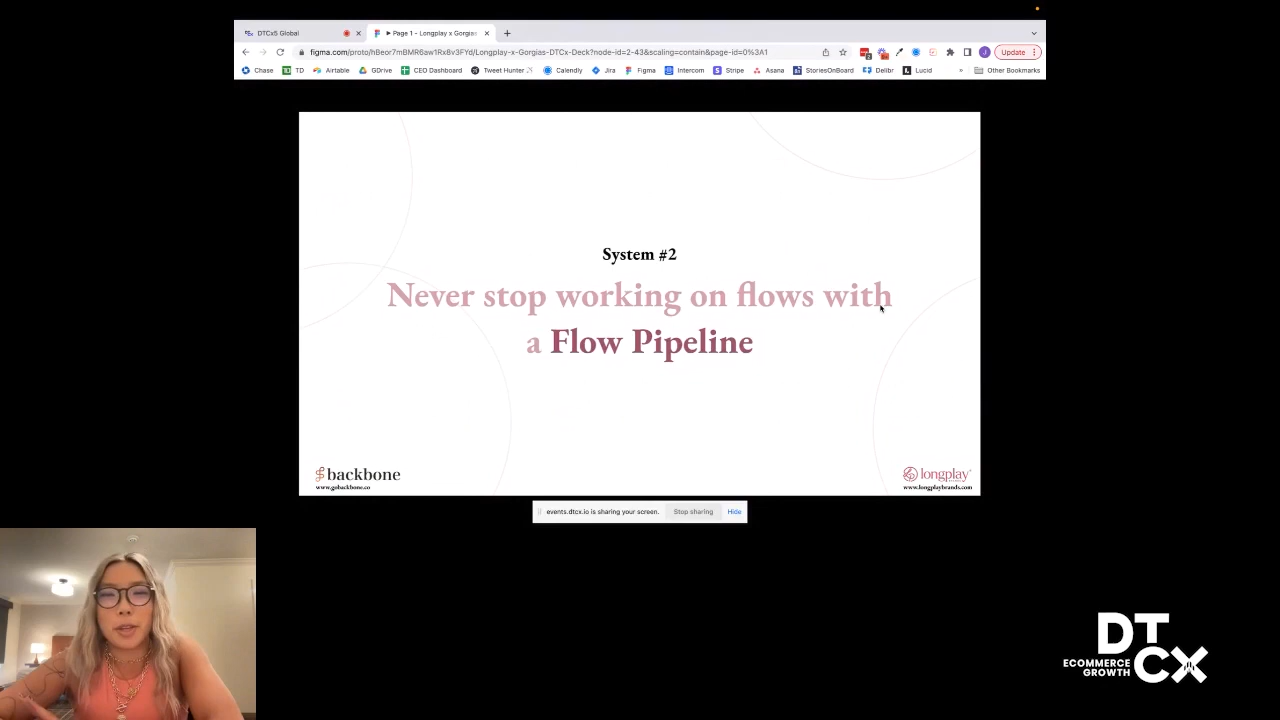 DTCx5 Global
Page 1 - Longplay x Gorgias
figma.com/proto/hBeor7mBMR6aw1Rx8v3FYd/Longplay-x-Gorgias-DTCx-Deck?node-id=2-43&scaling=contain&page-id=0%3A1
Update
Chase TD Airtable GDrive CEO Dashboard Tweet Hunter Calendly Jira Figma Intercom Stripe Asana StoriesOnBoard Delibr Lucid » Other Bookmarks
System #2
Never stop working on flows with
a Flow Pipeline
backbone
www.gobackbone.co
longplay
www.longplaybrands.com
events.dtcx.io is sharing your screen. Stop sharing Hide
DT
ECOMMERCE
GROWTH
CX